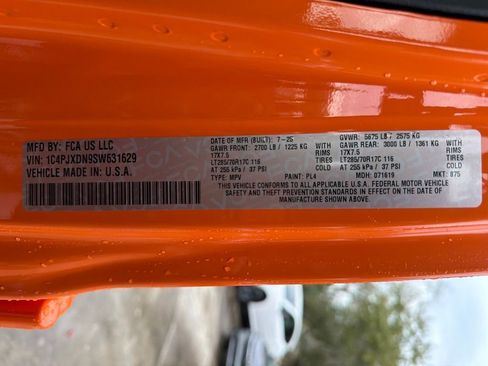 MFD BY: FCA US LLC
VIN: 1C4PJXDN9SW631629
VEHICLE MADE IN: U.S.A.
DATE OF MFR (BUILT): 7-25
GVWR: 5675 LB / 2575 KG
GAWR FRONT: 2700 LB / 1225 KG WITH
17X7.5 RIMS
LT285/70R17C 116 TIRES
AT 255 kPa / 37 PSI COLD
GAWR REAR: 3000 LB / 1361 KG WITH
17X7.5 RIMS
LT285/70R17C 116 TIRES
AT 255 kPa / 37 PSI COLD
TYPE: MPV PAINT: PL4 MDH: 071619 MKT: 875
THIS VEHICLE CONFORMS TO ALL APPLICABLE U.S.A. FEDERAL MOTOR VEHICLE
SAFETY AND THEFT PREVENTION STANDARDS IN EFFECT ON THE DATE OF
MANUFACTURE SHOWN ABOVE.